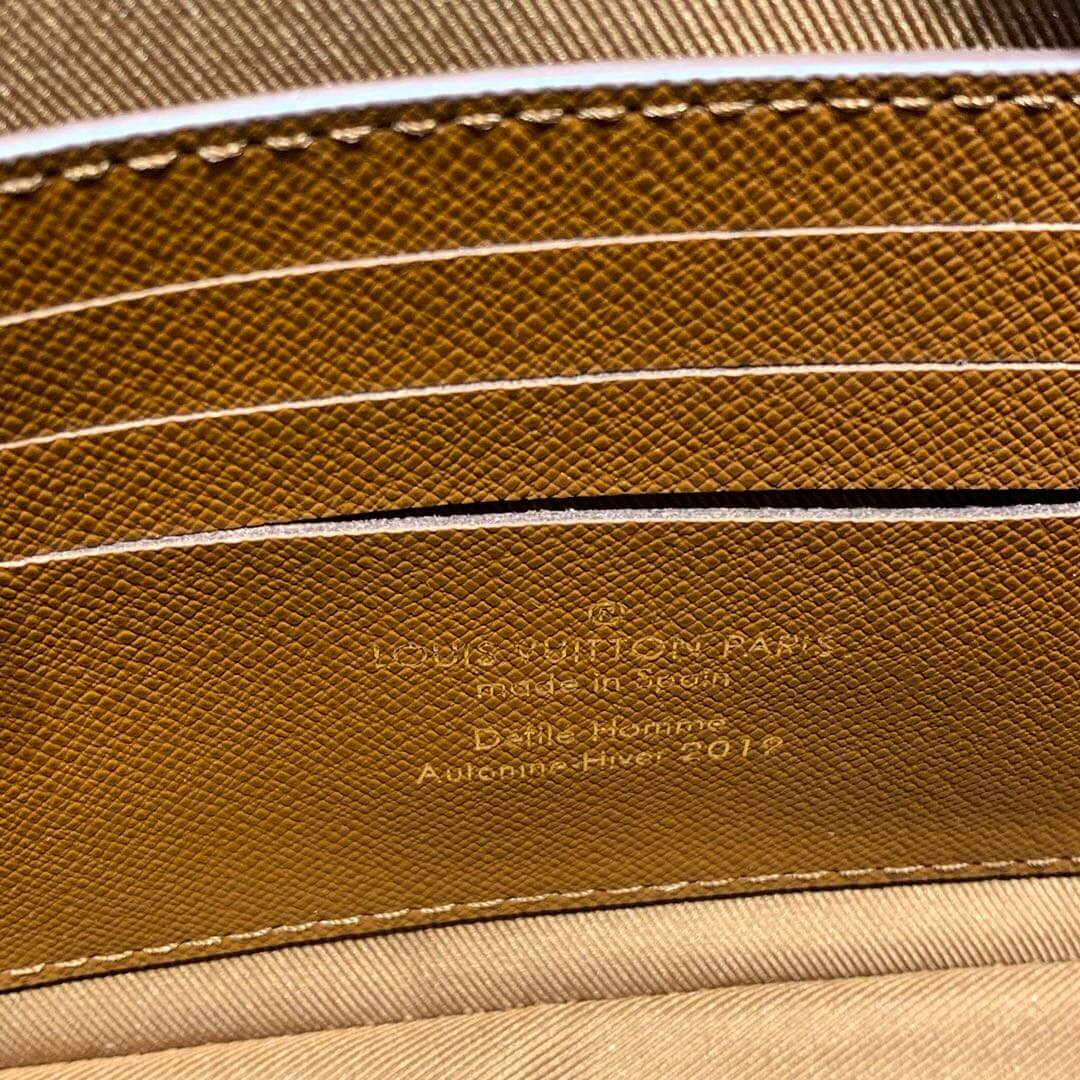 ®
LOUIS VUITTON PARIS
made in Spain
Défilé Homme
Automne-Hiver 2019